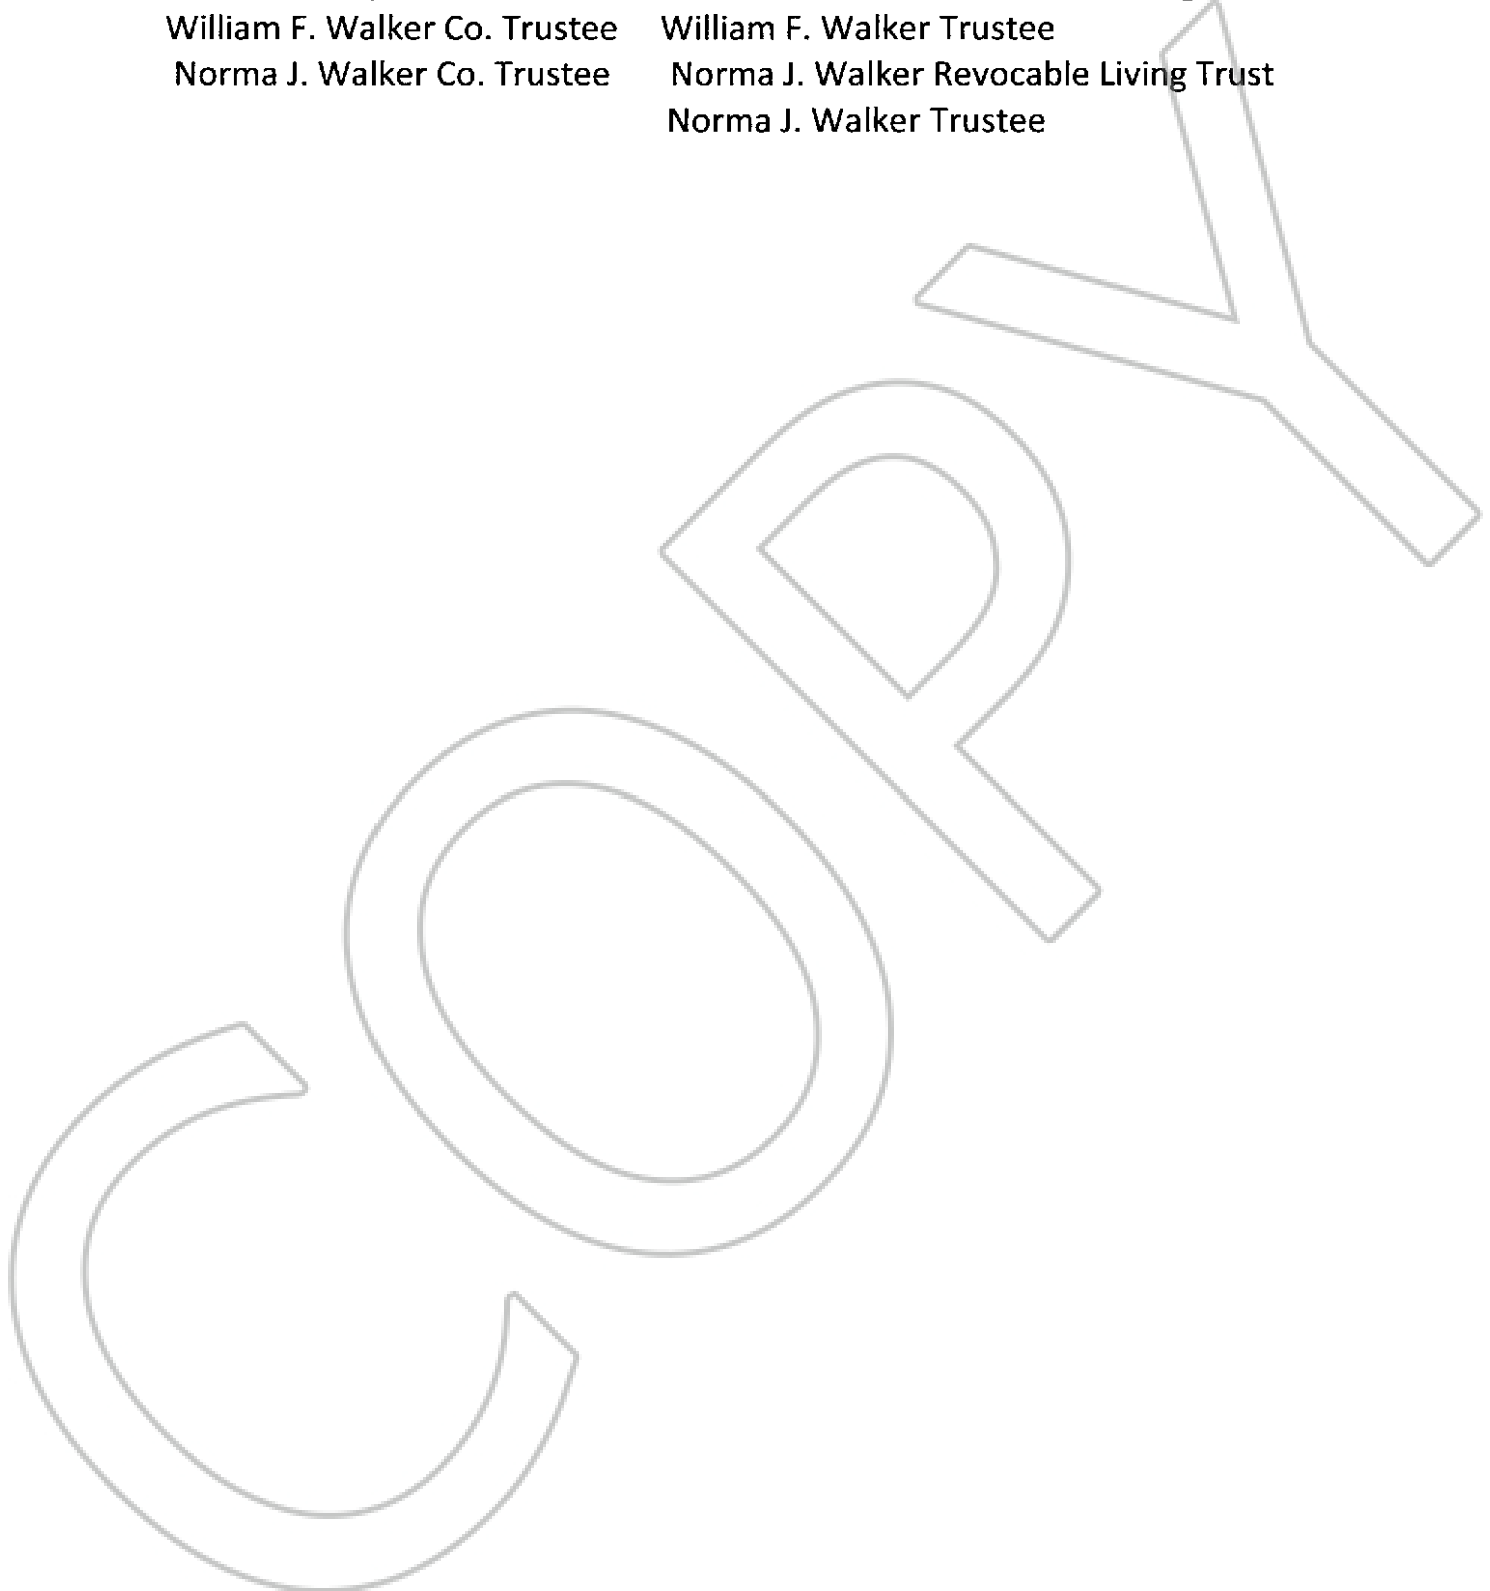 William F. Walker Co. Trustee William F. Walker Trustee
Norma J. Walker Co. Trustee Norma J. Walker Revocable Living Trust
Norma J. Walker Trustee
COPY